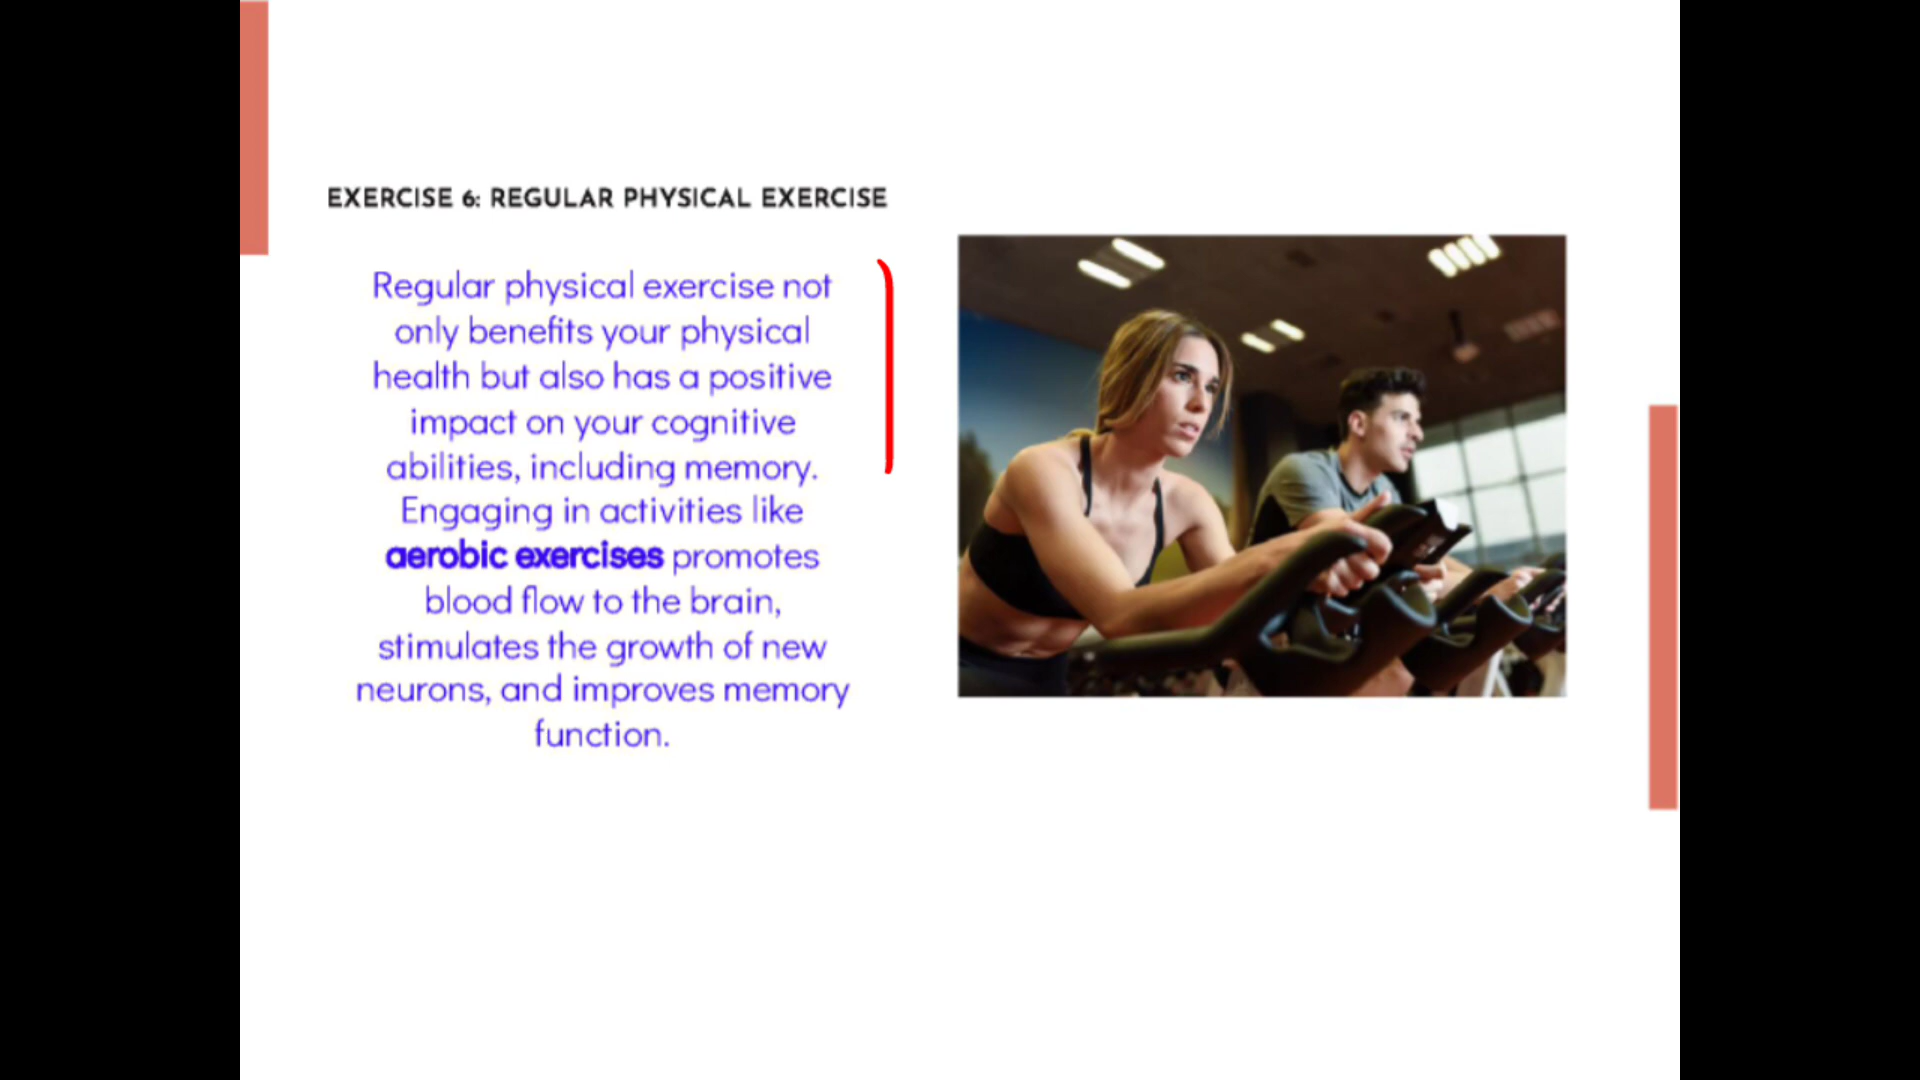 EXERCISE 6: REGULAR PHYSICAL EXERCISE
Regular physical exercise not
only benefits your physical
health but also has a positive
impact on your cognitive
abilities, including memory.
Engaging in activities like
aerobic exercises promotes
blood flow to the brain,
stimulates the growth of new
neurons, and improves memory
function.